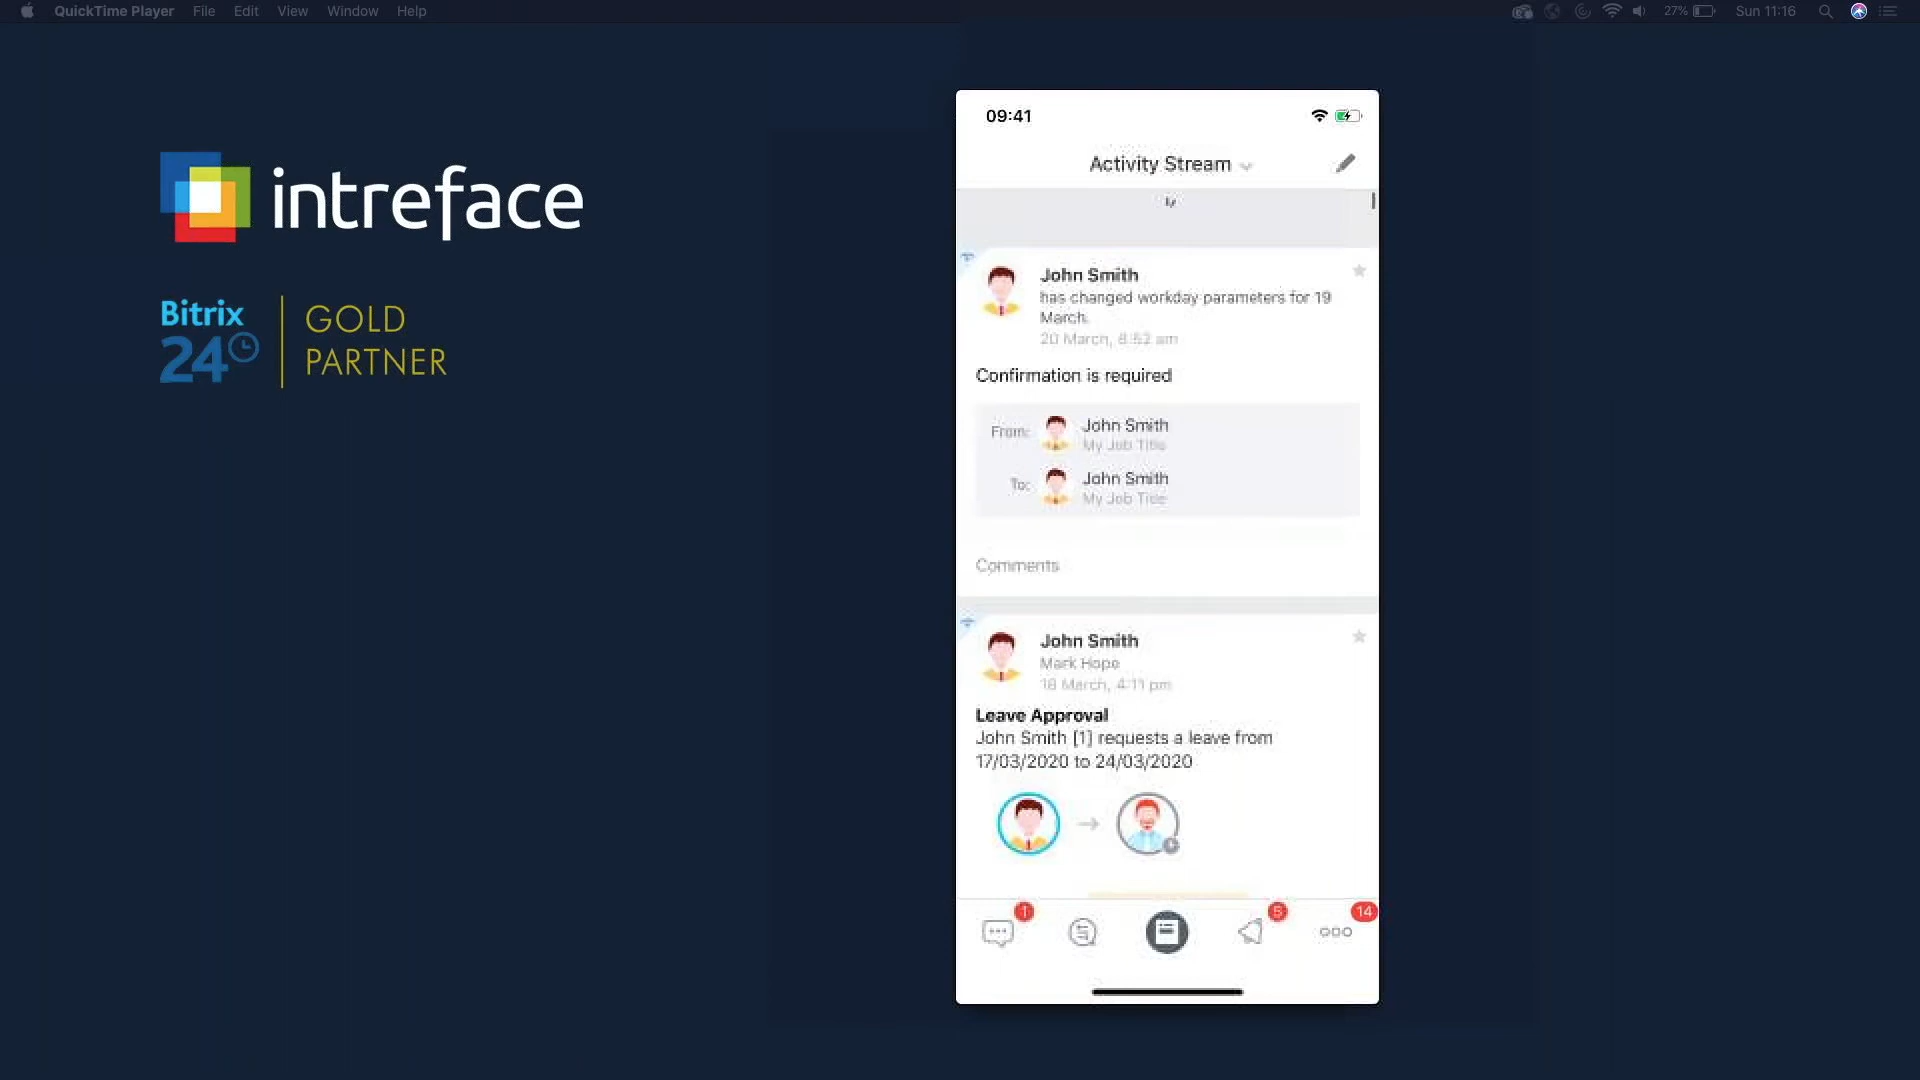 QuickTime Player File Edit View Window Help
27% Sun 11:16
intreface
Bitrix
24
GOLD
PARTNER
09:41
Activity Stream
John Smith
has changed workday parameters for 19
March.
20 March, 8:52 am
Confirmation is required
From: John Smith
My Job Title
To: John Smith
My Job Title
Comments
John Smith
Mark Hope
18 March, 4:11 pm
Leave Approval
John Smith [1] requests a leave from
17/03/2020 to 24/03/2020
1
5
14